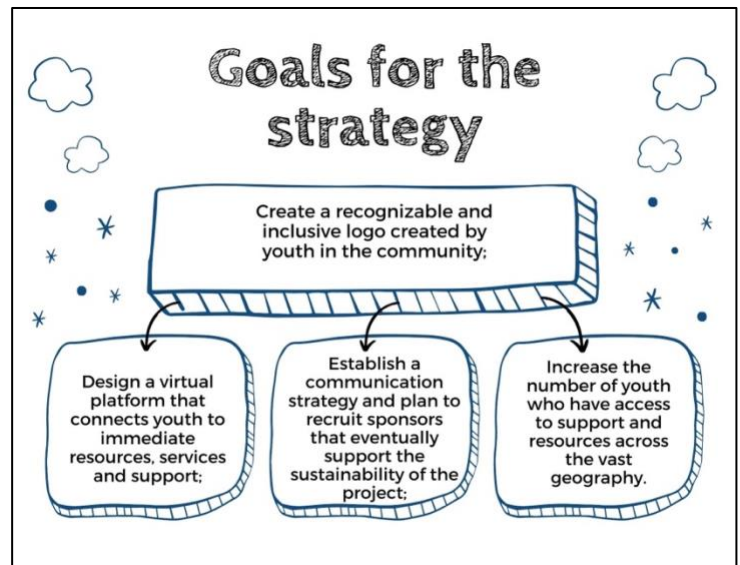 Goals for the
strategy
Create a recognizable and
inclusive logo created by
youth in the community;
Design a virtual
platform that
connects youth to
immediate
resources, services
and support;
Establish a
communication
strategy and plan to
recruit sponsors
that eventually
support the
sustainability of the
project;
Increase the
number of youth
who have access
to support and
resources across
the vast
geography.